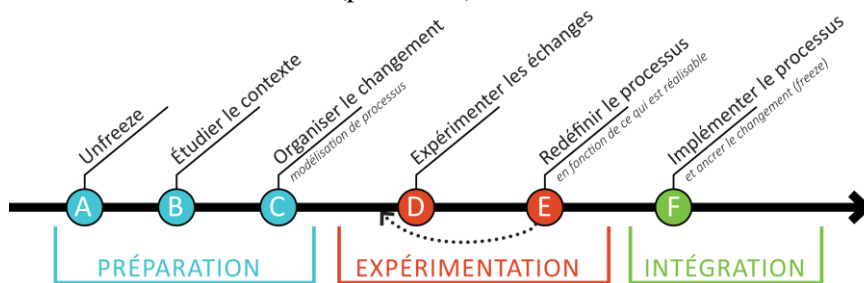 Unfreeze
Étudier le contexte
Organiser le changement
modélisation de processus
Expérimenter les échanges
Redéfinir le processus
en fonction de ce qui est réalisable
Implémenter le processus
et ancrer le changement (freeze)
A
B
C
D
E
F
PRÉPARATION
EXPÉRIMENTATION
INTÉGRATION